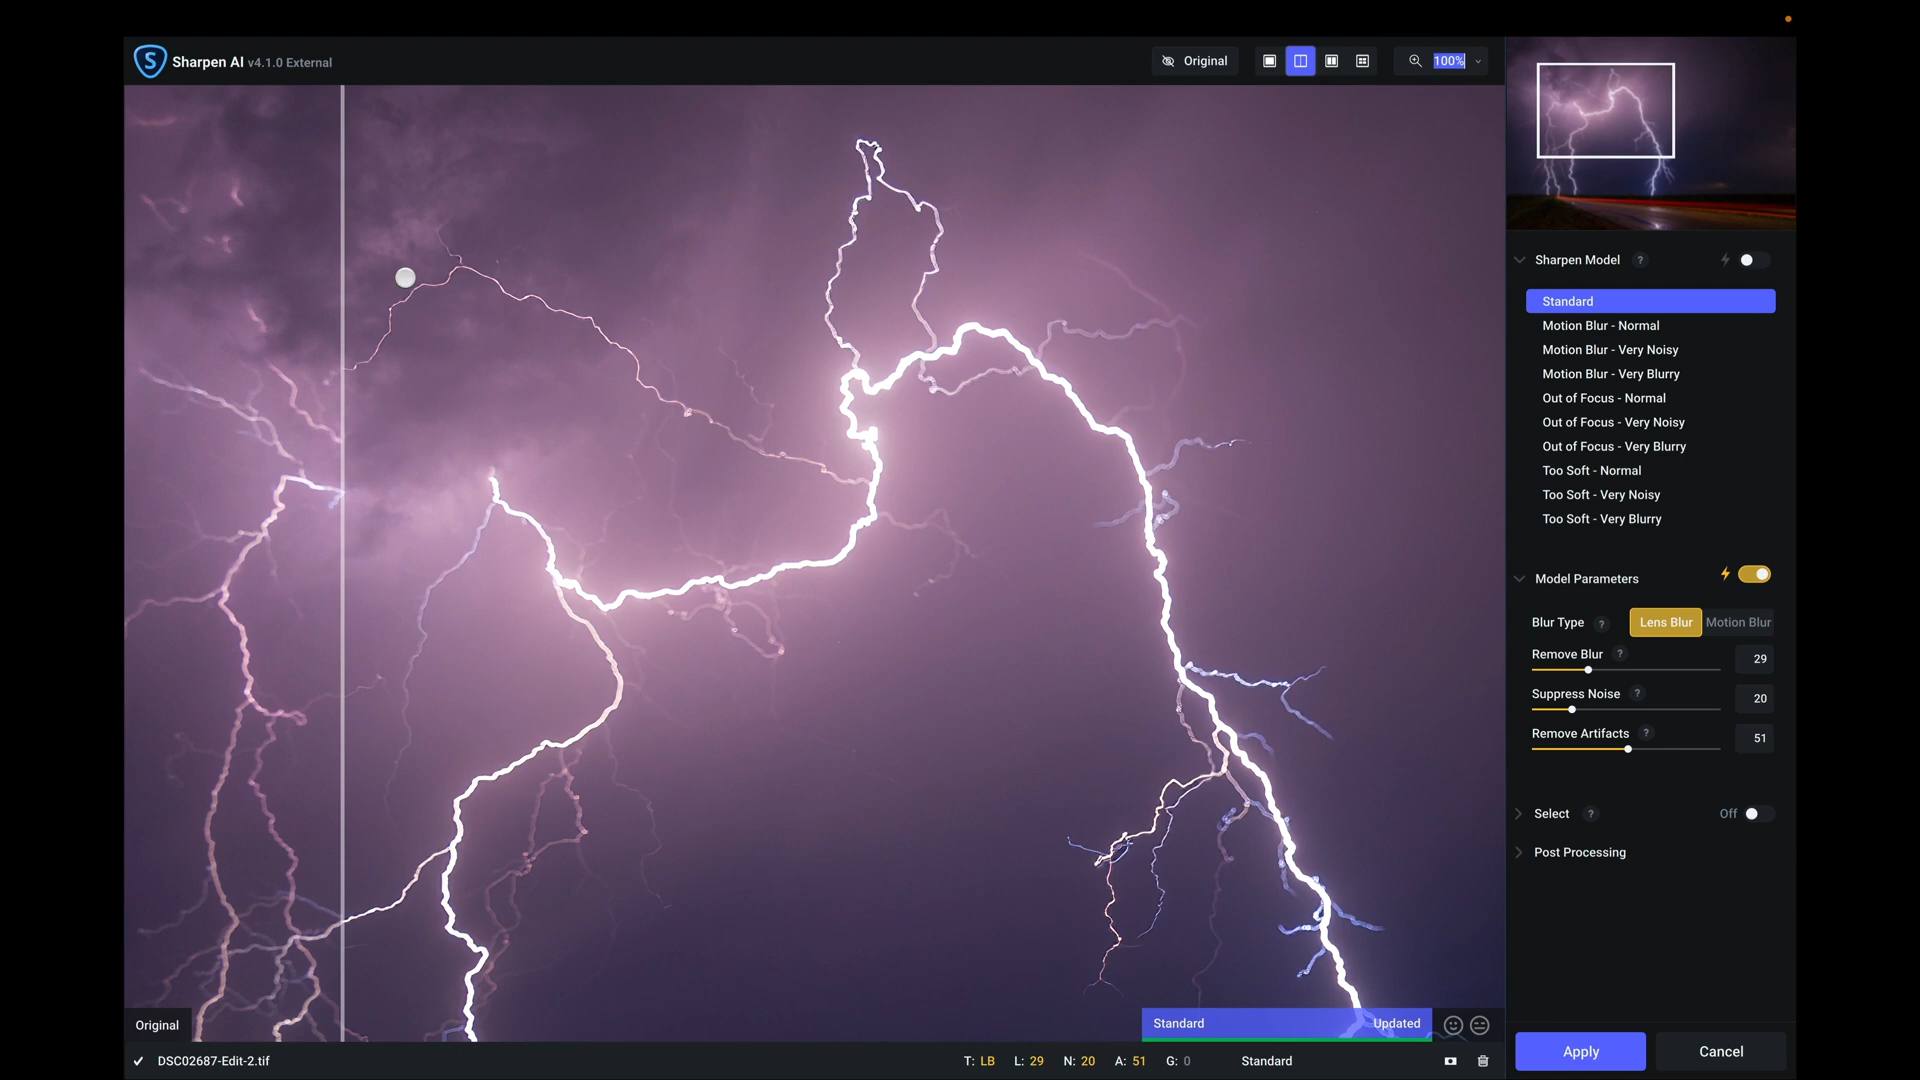 Sharpen AI v4.1.0 External
Original
100%
Sharpen Model ?
Standard
Motion Blur - Normal
Motion Blur - Very Noisy
Motion Blur - Very Blurry
Out of Focus - Normal
Out of Focus - Very Noisy
Out of Focus - Very Blurry
Too Soft - Normal
Too Soft - Very Noisy
Too Soft - Very Blurry
Model Parameters
Blur Type ? Lens Blur Motion Blur
Remove Blur ? 29
Suppress Noise ? 20
Remove Artifacts ? 51
Select ? Off
Post Processing
Original
Standard Updated
DSC02687-Edit-2.tif
T: LB L: 29 N: 20 A: 51 G: 0 Standard
Apply Cancel